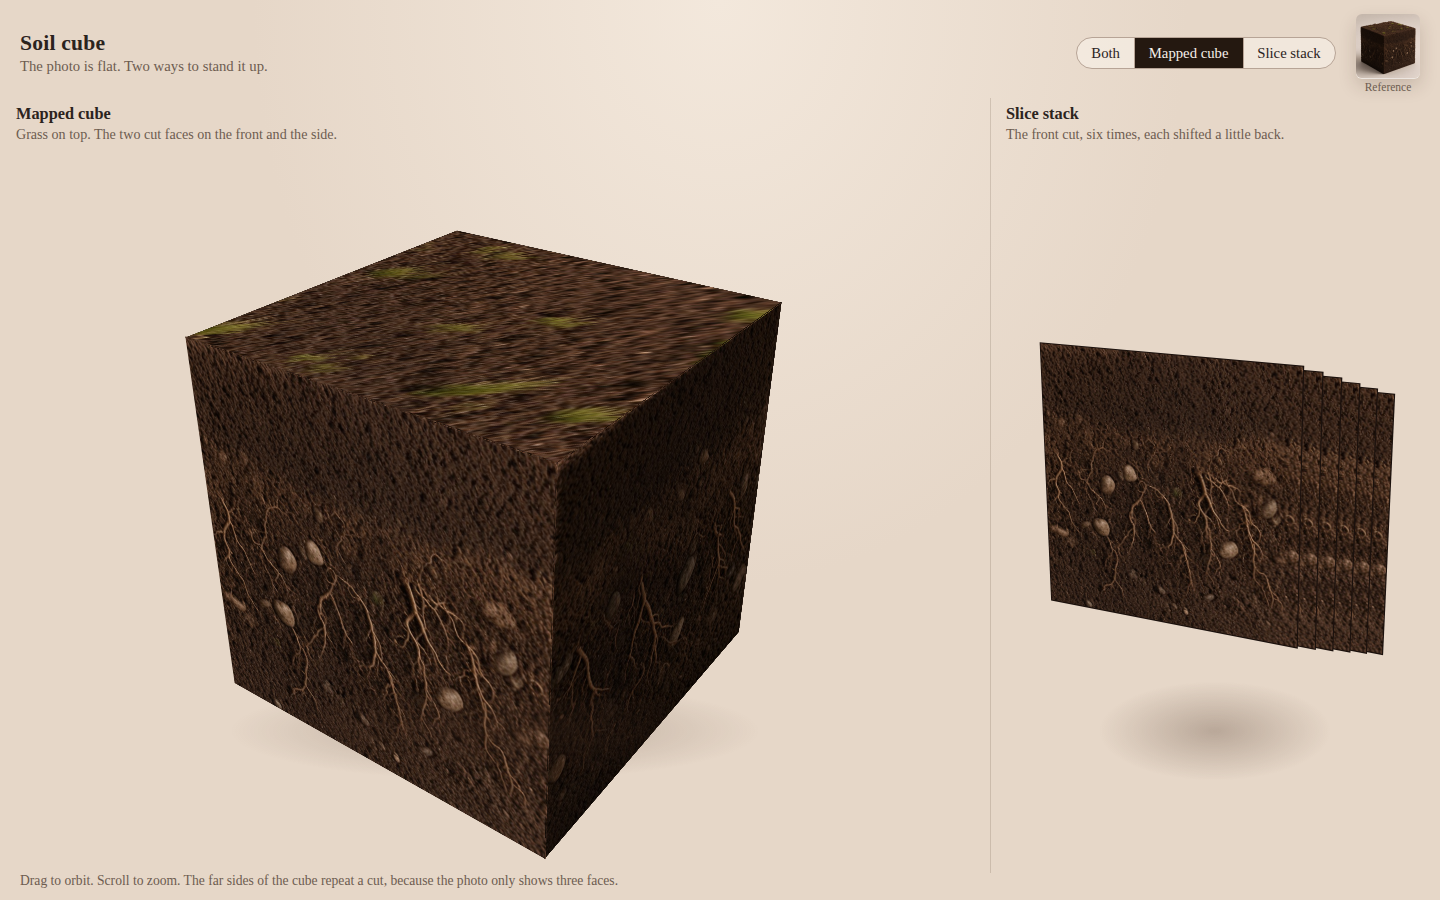 Soil cube
The photo is flat. Two ways to stand it up.
Both
Mapped cube
Slice stack
Reference
Mapped cube
Grass on top. The two cut faces on the front and the side.
Slice stack
The front cut, six times, each shifted a little back.
Drag to orbit. Scroll to zoom. The far sides of the cube repeat a cut, because the photo only shows three faces.